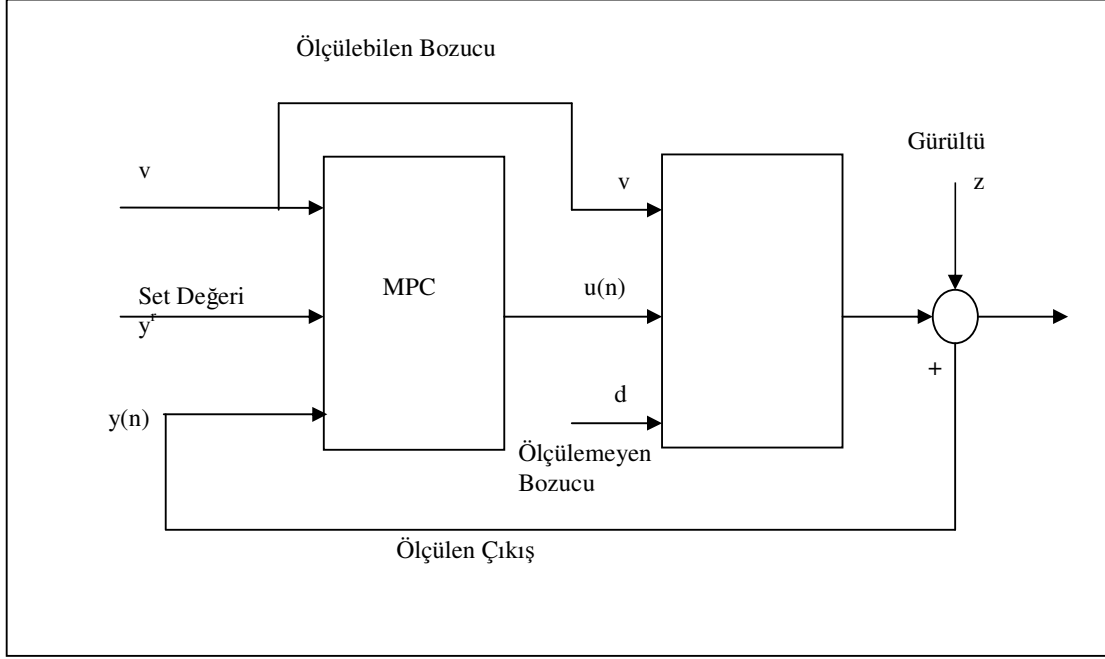 Ölçülebilen Bozucu
Gürültü
v
v
z
MPC
u(n)
Set Değeri
y^r
+
d
y(n)
Ölçülemeyen
Bozucu
Ölçülen Çıkış